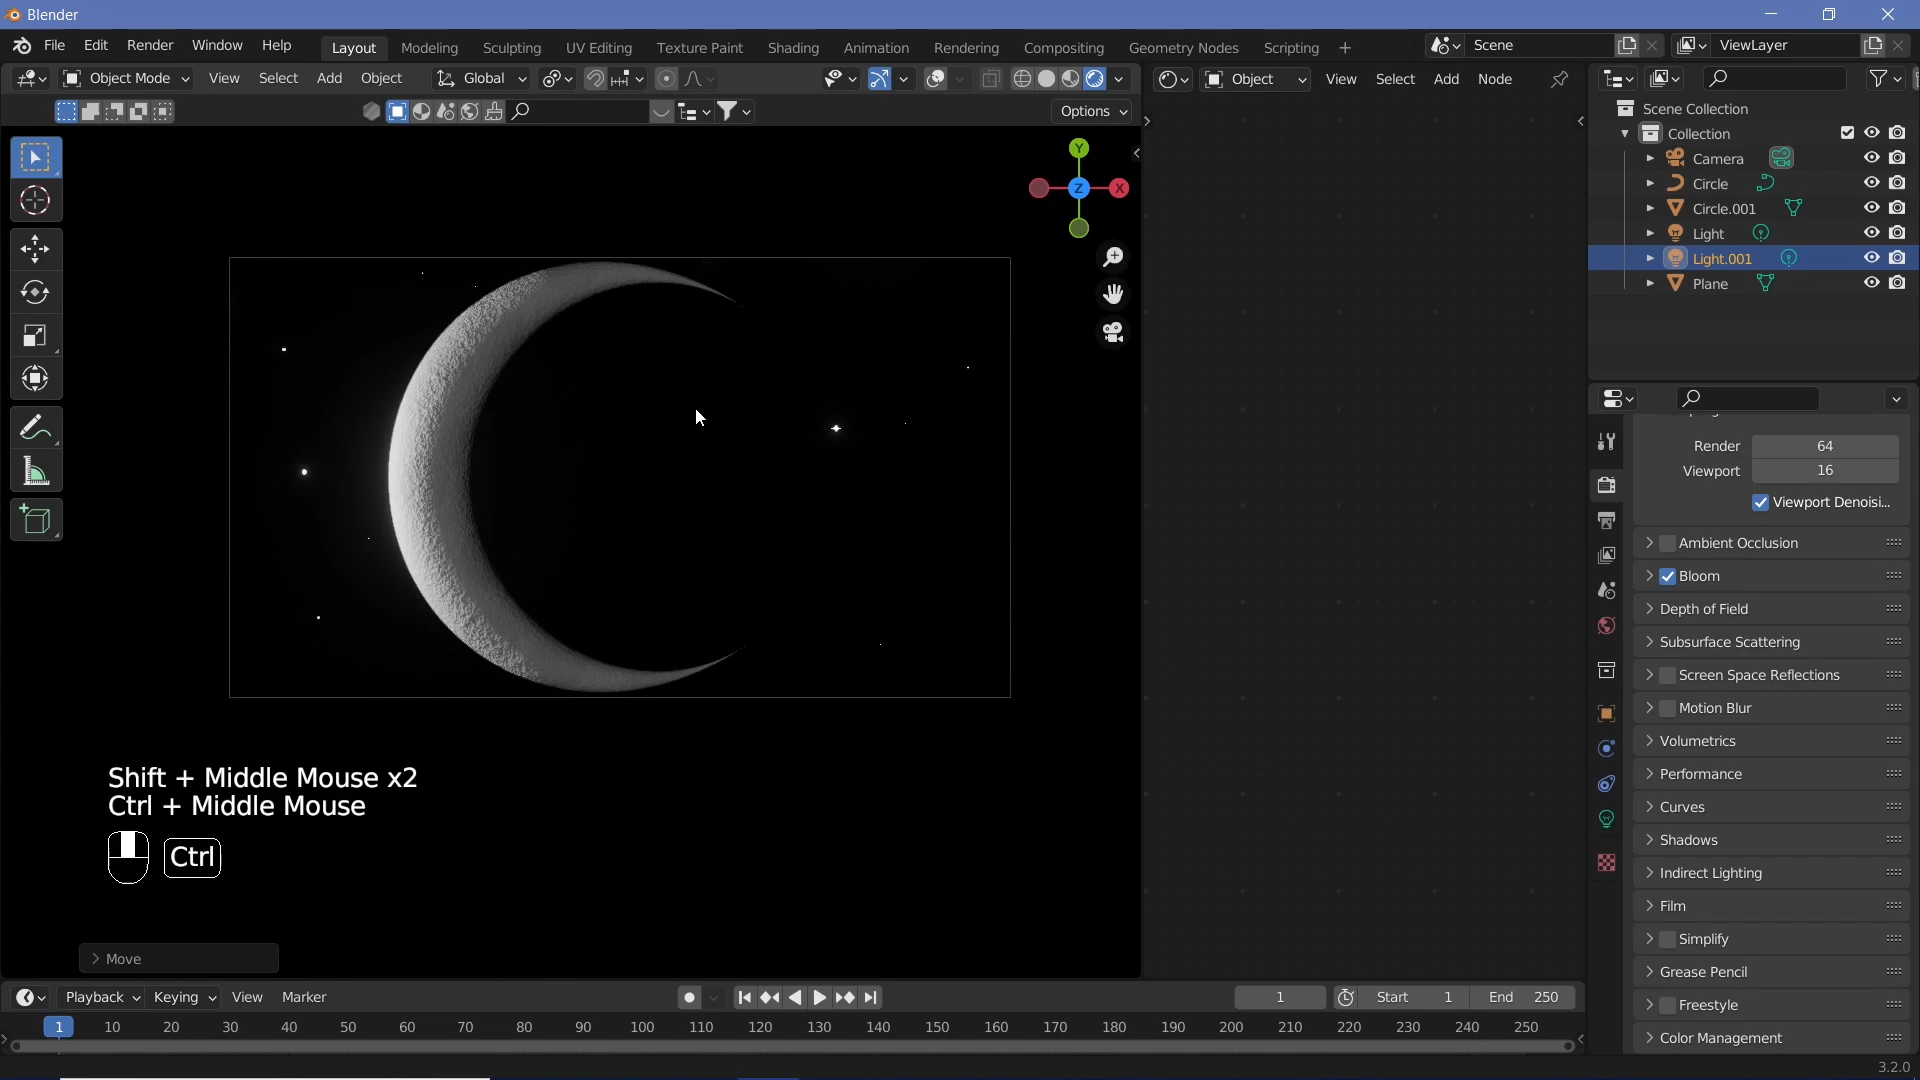 Blender
File Edit Render Window Help Layout Modeling Sculpting UV Editing Texture Paint Shading Animation Rendering Compositing Geometry Nodes Scripting + Scene ViewLayer
Object Mode View Select Add Object Global Object View Select Add Node
Options
Y
X
Z
Scene Collection
Collection
Camera
Circle
Circle.001
Light
Light.001
Plane
Render 64
Viewport 16
Viewport Denoisi...
Ambient Occlusion
Bloom
Depth of Field
Subsurface Scattering
Screen Space Reflections
Motion Blur
Volumetrics
Performance
Curves
Shadows
Indirect Lighting
Film
Simplify
Grease Pencil
Freestyle
Color Management
Shift + Middle Mouse x2
Ctrl + Middle Mouse
Ctrl
Move
Playback Keying View Marker 1 Start 1 End 250
1 10 20 30 40 50 60 70 80 90 100 110 120 130 140 150 160 170 180 190 200 210 220 230 240 250
3.2.0